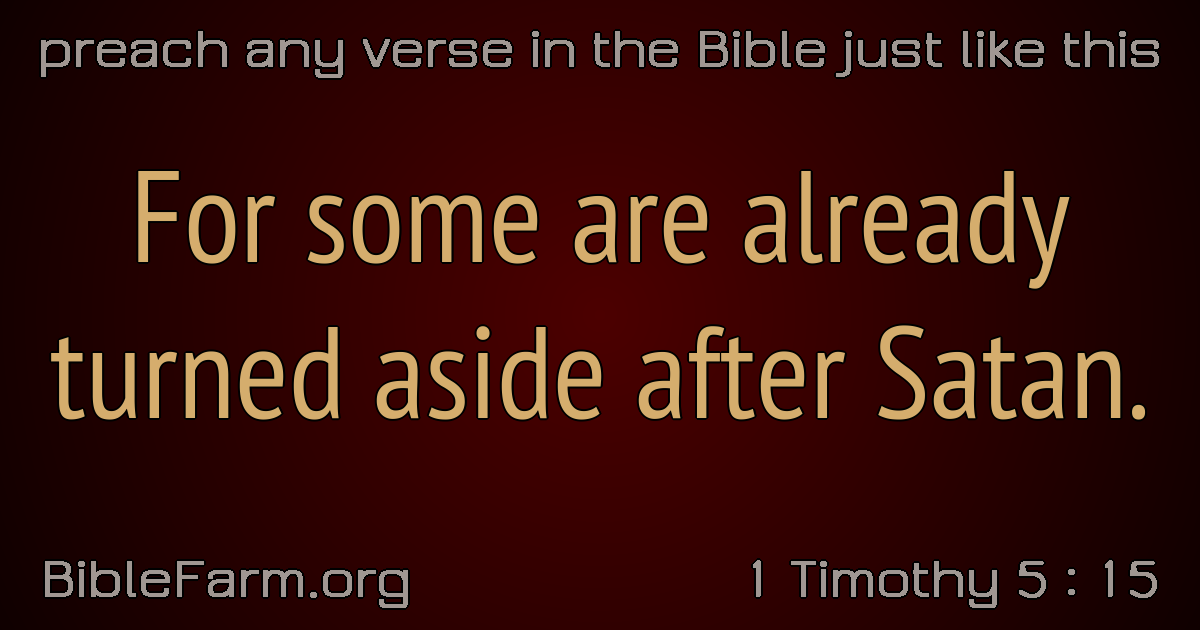 preach any verse in the Bible just like this
For some are already
turned aside after Satan.
BibleFarm.org
1 Timothy 5 : 15